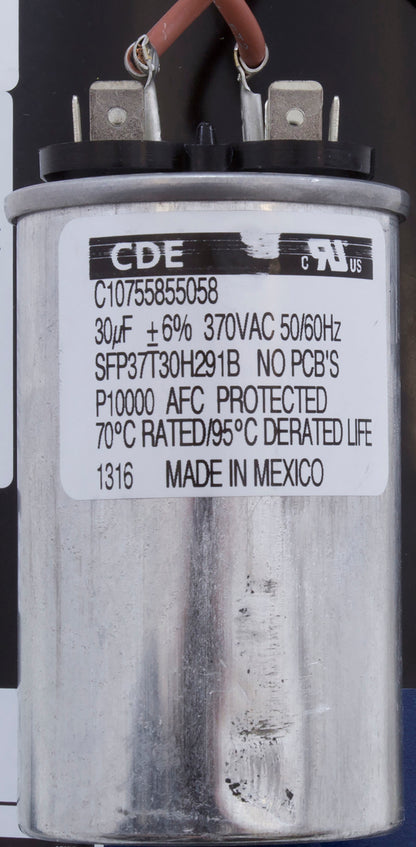 CDE c RU US
C10755855058
30µF ±6% 370VAC 50/60Hz
SFP37T30H291B NO PCB'S
P10000 AFC PROTECTED
70°C RATED/95°C DERATED LIFE
1316 MADE IN MEXICO